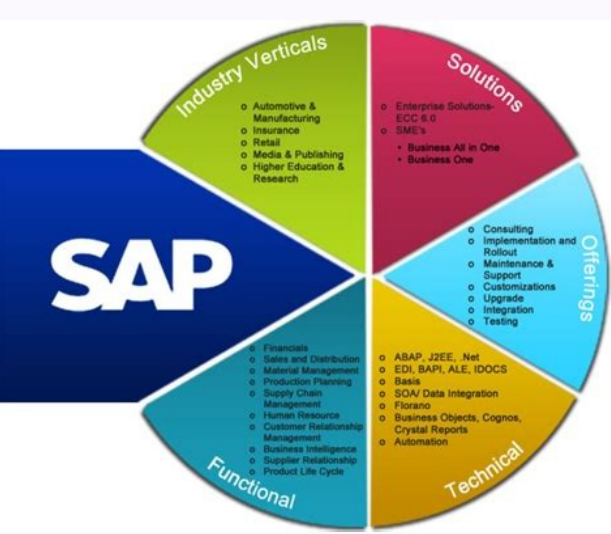 Industry Verticals
o Automotive &
Manufacturing
o Insurance
o Retail
o Media & Publishing
o Higher Education &
Research
Solutions
o Enterprise Solutions-
ECC 6.0
o SME's
• Business All in One
• Business One
SAP
Offerings
o Consulting
o Implementation and
Rollout
o Maintenance &
Support
o Customizations
o Upgrade
o Integration
o Testing
Functional
o Financials
o Sales and Distribution
o Material Management
o Production Planning
o Supply Chain
Management
o Human Resource
o Customer Relationship
Management
o Business Intelligence
o Supplier Relationship
o Product Life Cycle
Technical
o ABAP, J2EE, .Net
o EDI, BAPI, ALE, IDOCS
o Basis
o SOA/ Data Integration
o Florano
o Business Objects, Cognos,
Crystal Reports
o Automation